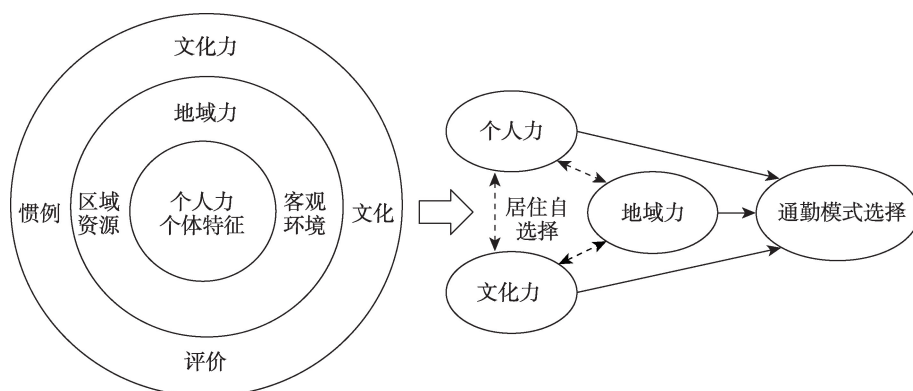 文化力
地域力
惯例
区域
资源
个人力
个体特征
客观
环境
文化
评价
个人力
居住自
选择
地域力
通勤模式选择
文化力